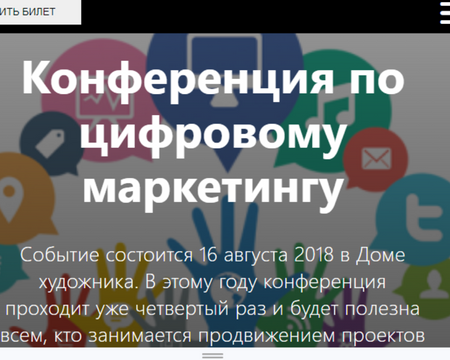 ИТЬ БИЛЕТ
Конференция по
цифровому
маркетингу
Событие состоится 16 августа 2018 в Доме
художника. В этому году конференция
проходит уже четвертый раз и будет полезна
всем, кто занимается продвижением проектов